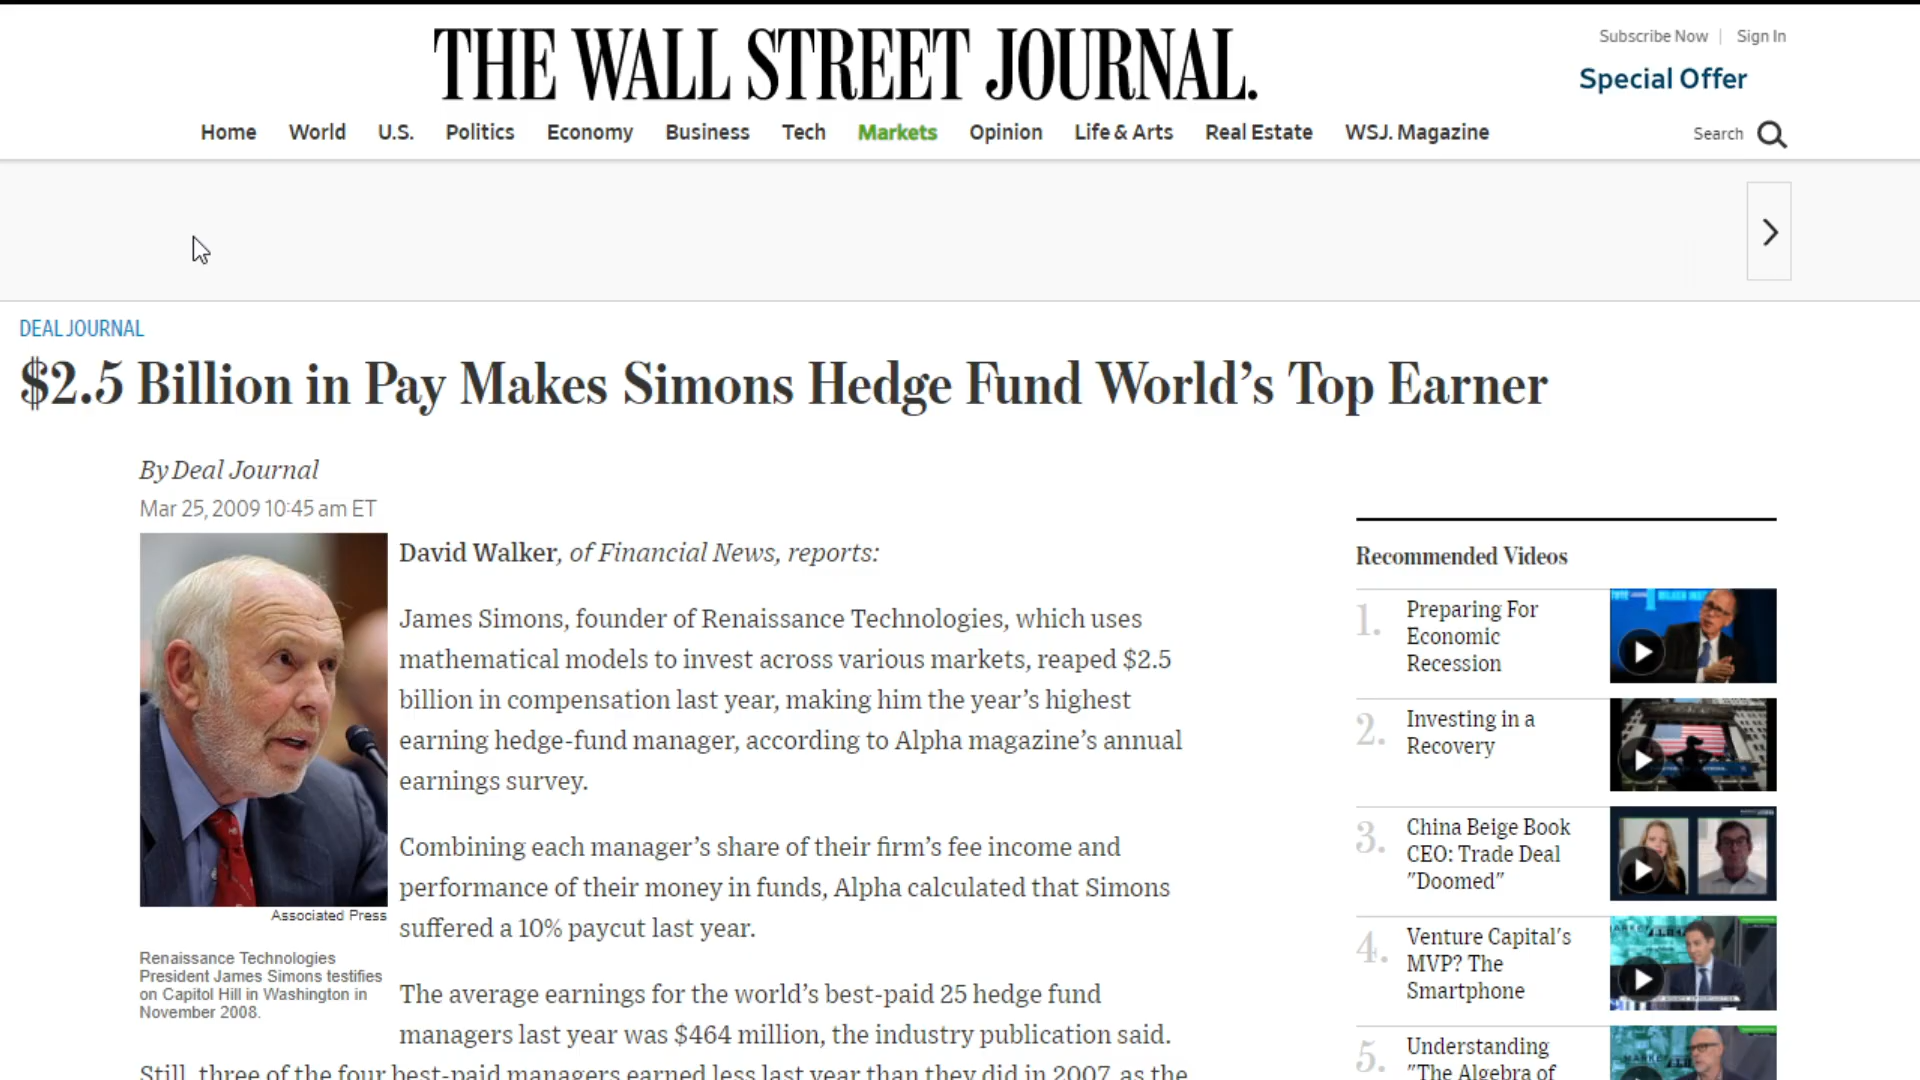 THE WALL STREET JOURNAL.
Subscribe Now | Sign In
Special Offer
Home World U.S. Politics Economy Business Tech Markets Opinion Life & Arts Real Estate WSJ. Magazine
Search
DEAL JOURNAL
$2.5 Billion in Pay Makes Simons Hedge Fund World’s Top Earner
By Deal Journal
Mar 25, 2009 10:45 am ET
David Walker, of Financial News, reports:
James Simons, founder of Renaissance Technologies, which uses
mathematical models to invest across various markets, reaped $2.5
billion in compensation last year, making him the year’s highest
earning hedge-fund manager, according to Alpha magazine’s annual
earnings survey.
Combining each manager’s share of their firm’s fee income and
performance of their money in funds, Alpha calculated that Simons
suffered a 10% paycut last year.
The average earnings for the world’s best-paid 25 hedge fund
managers last year was $464 million, the industry publication said.
Still, three of the four best-paid managers earned less last year than they did in 2007, as the
Associated Press
Renaissance Technologies
President James Simons testifies
on Capitol Hill in Washington in
November 2008.
Recommended Videos
1. Preparing For
Economic
Recession
2. Investing in a
Recovery
3. China Beige Book
CEO: Trade Deal
"Doomed"
4. Venture Capital's
MVP? The
Smartphone
5. Understanding
"The Algebra of